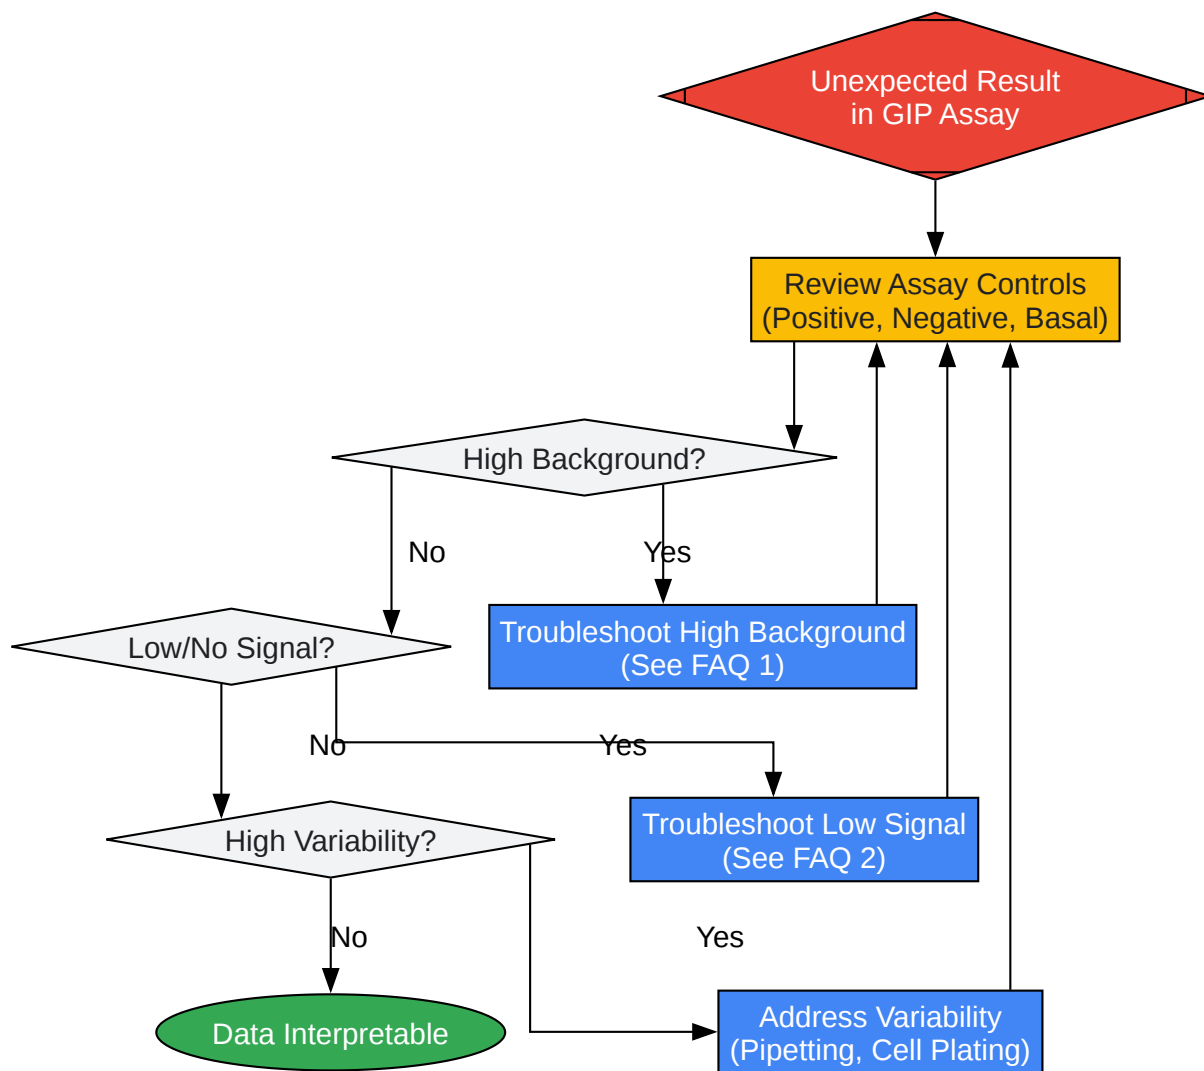 Unexpected Result
in GIP Assay
Review Assay Controls
(Positive, Negative, Basal)
High Background?
No
Yes
Low/No Signal?
Troubleshoot High Background
(See FAQ 1)
No
Yes
High Variability?
Troubleshoot Low Signal
(See FAQ 2)
No
Yes
Data Interpretable
Address Variability
(Pipetting, Cell Plating)